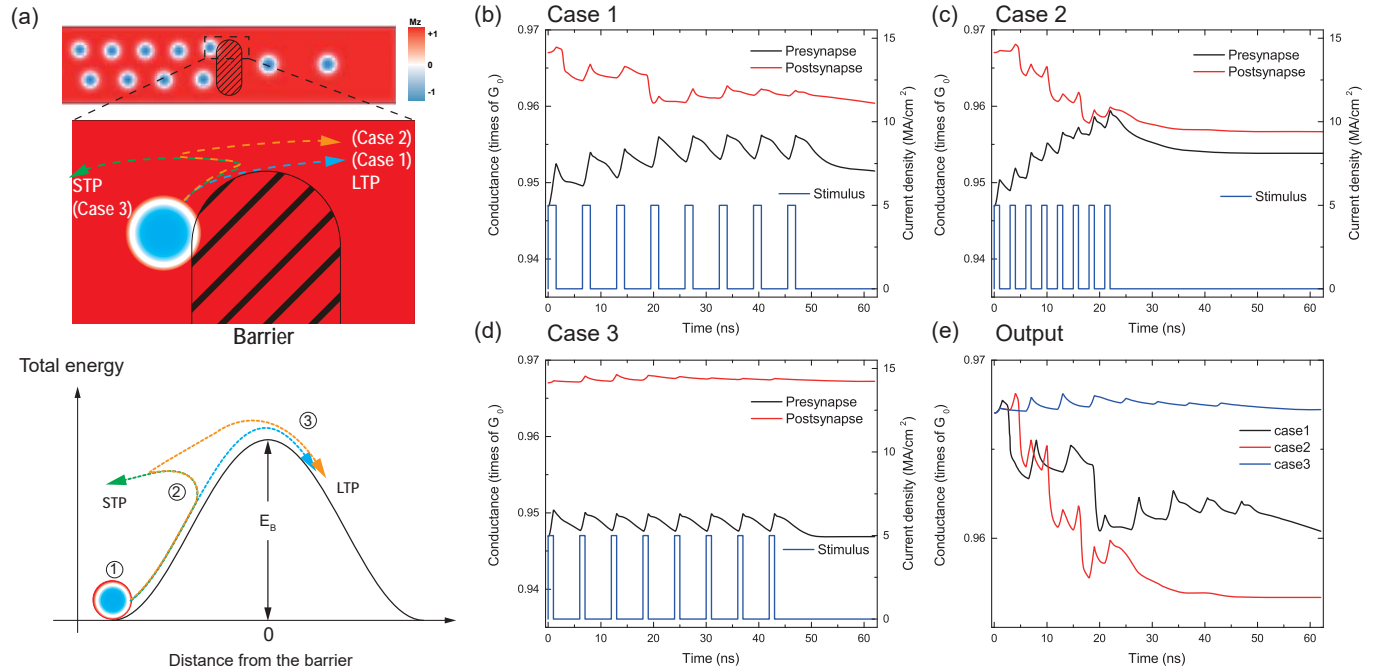 (a)
Mz
+1
0
-1
(Case 2)
(Case 1)
LTP
STP
(Case 3)
Barrier
Total energy
③
②
STP
LTP
E_B
①
0
Distance from the barrier
(b) Case 1
0.97
0.96
0.95
0.94
Conductance (times of G_0)
Presynapse
Postsynapse
Stimulus
15
10
5
0
Current density (MA/cm²)
0 10 20 30 40 50 60
Time (ns)
(c) Case 2
0.97
0.96
0.95
0.94
Conductance (times of G_0)
Presynapse
Postsynapse
Stimulus
15
10
5
0
Current density (MA/cm²)
0 10 20 30 40 50 60
Time (ns)
(d) Case 3
0.97
0.96
0.95
0.94
Conductance (times of G_0)
Presynapse
Postsynapse
Stimulus
15
10
5
0
Current density (MA/cm²)
0 10 20 30 40 50 60
Time (ns)
(e) Output
0.97
0.96
Conductance (times of G_0)
case1
case2
case3
0 10 20 30 40 50 60
Time (ns)